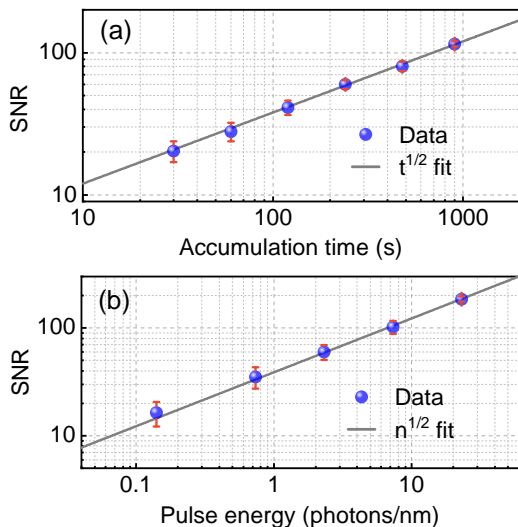 (a)
SNR
100
10
Data
t^1/2 fit
10
100
1000
Accumulation time (s)
(b)
SNR
100
10
Data
n^1/2 fit
0.1
1
10
Pulse energy (photons/nm)